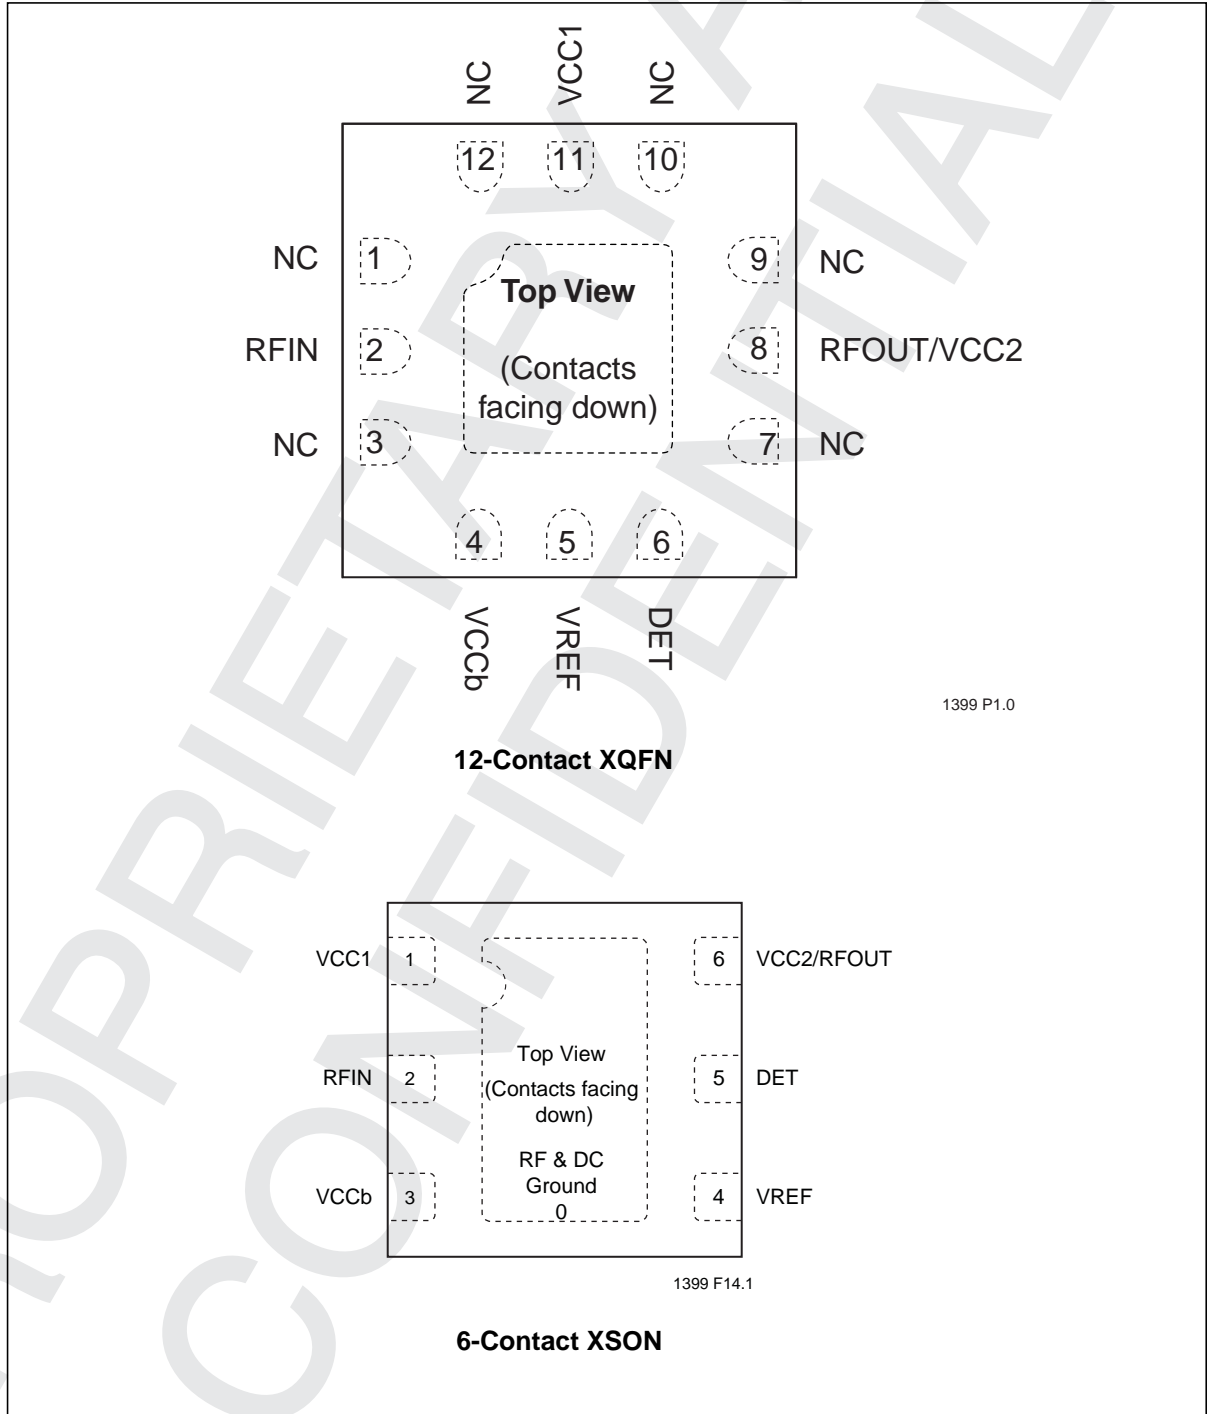 NC
VCC1
NC
12
11
10
NC
1
9
NC
RFIN
2
8
RFOUT/VCC2
NC
3
7
NC
Top View
(Contacts
facing down)
4
5
6
VCCb
VREF
DET
1399 P1.0
12-Contact XQFN
VCC1
1
6
VCC2/RFOUT
RFIN
2
5
DET
VCCb
3
4
VREF
Top View
(Contacts facing
down)
RF & DC
Ground
0
1399 F14.1
6-Contact XSON
CONFIDENTIAL